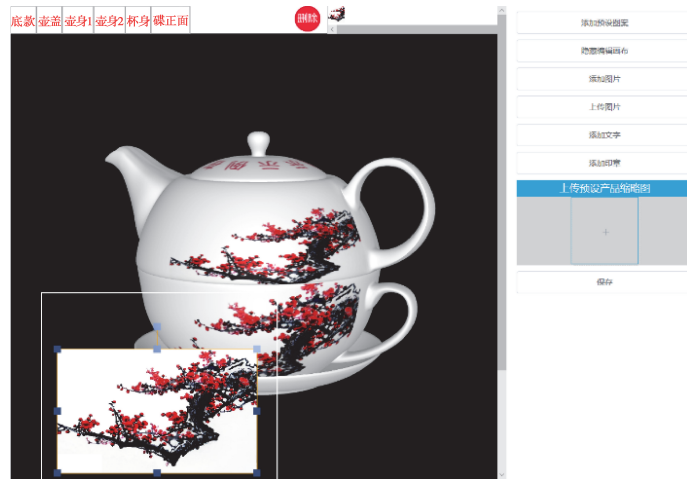 底款 壶盖 壶身1 壶身2 杯身 碟正面
删除
添加预设图案
隐藏编辑画布
添加图片
上传图片
添加文字
添加印章
上传预设产品缩略图
+
保存